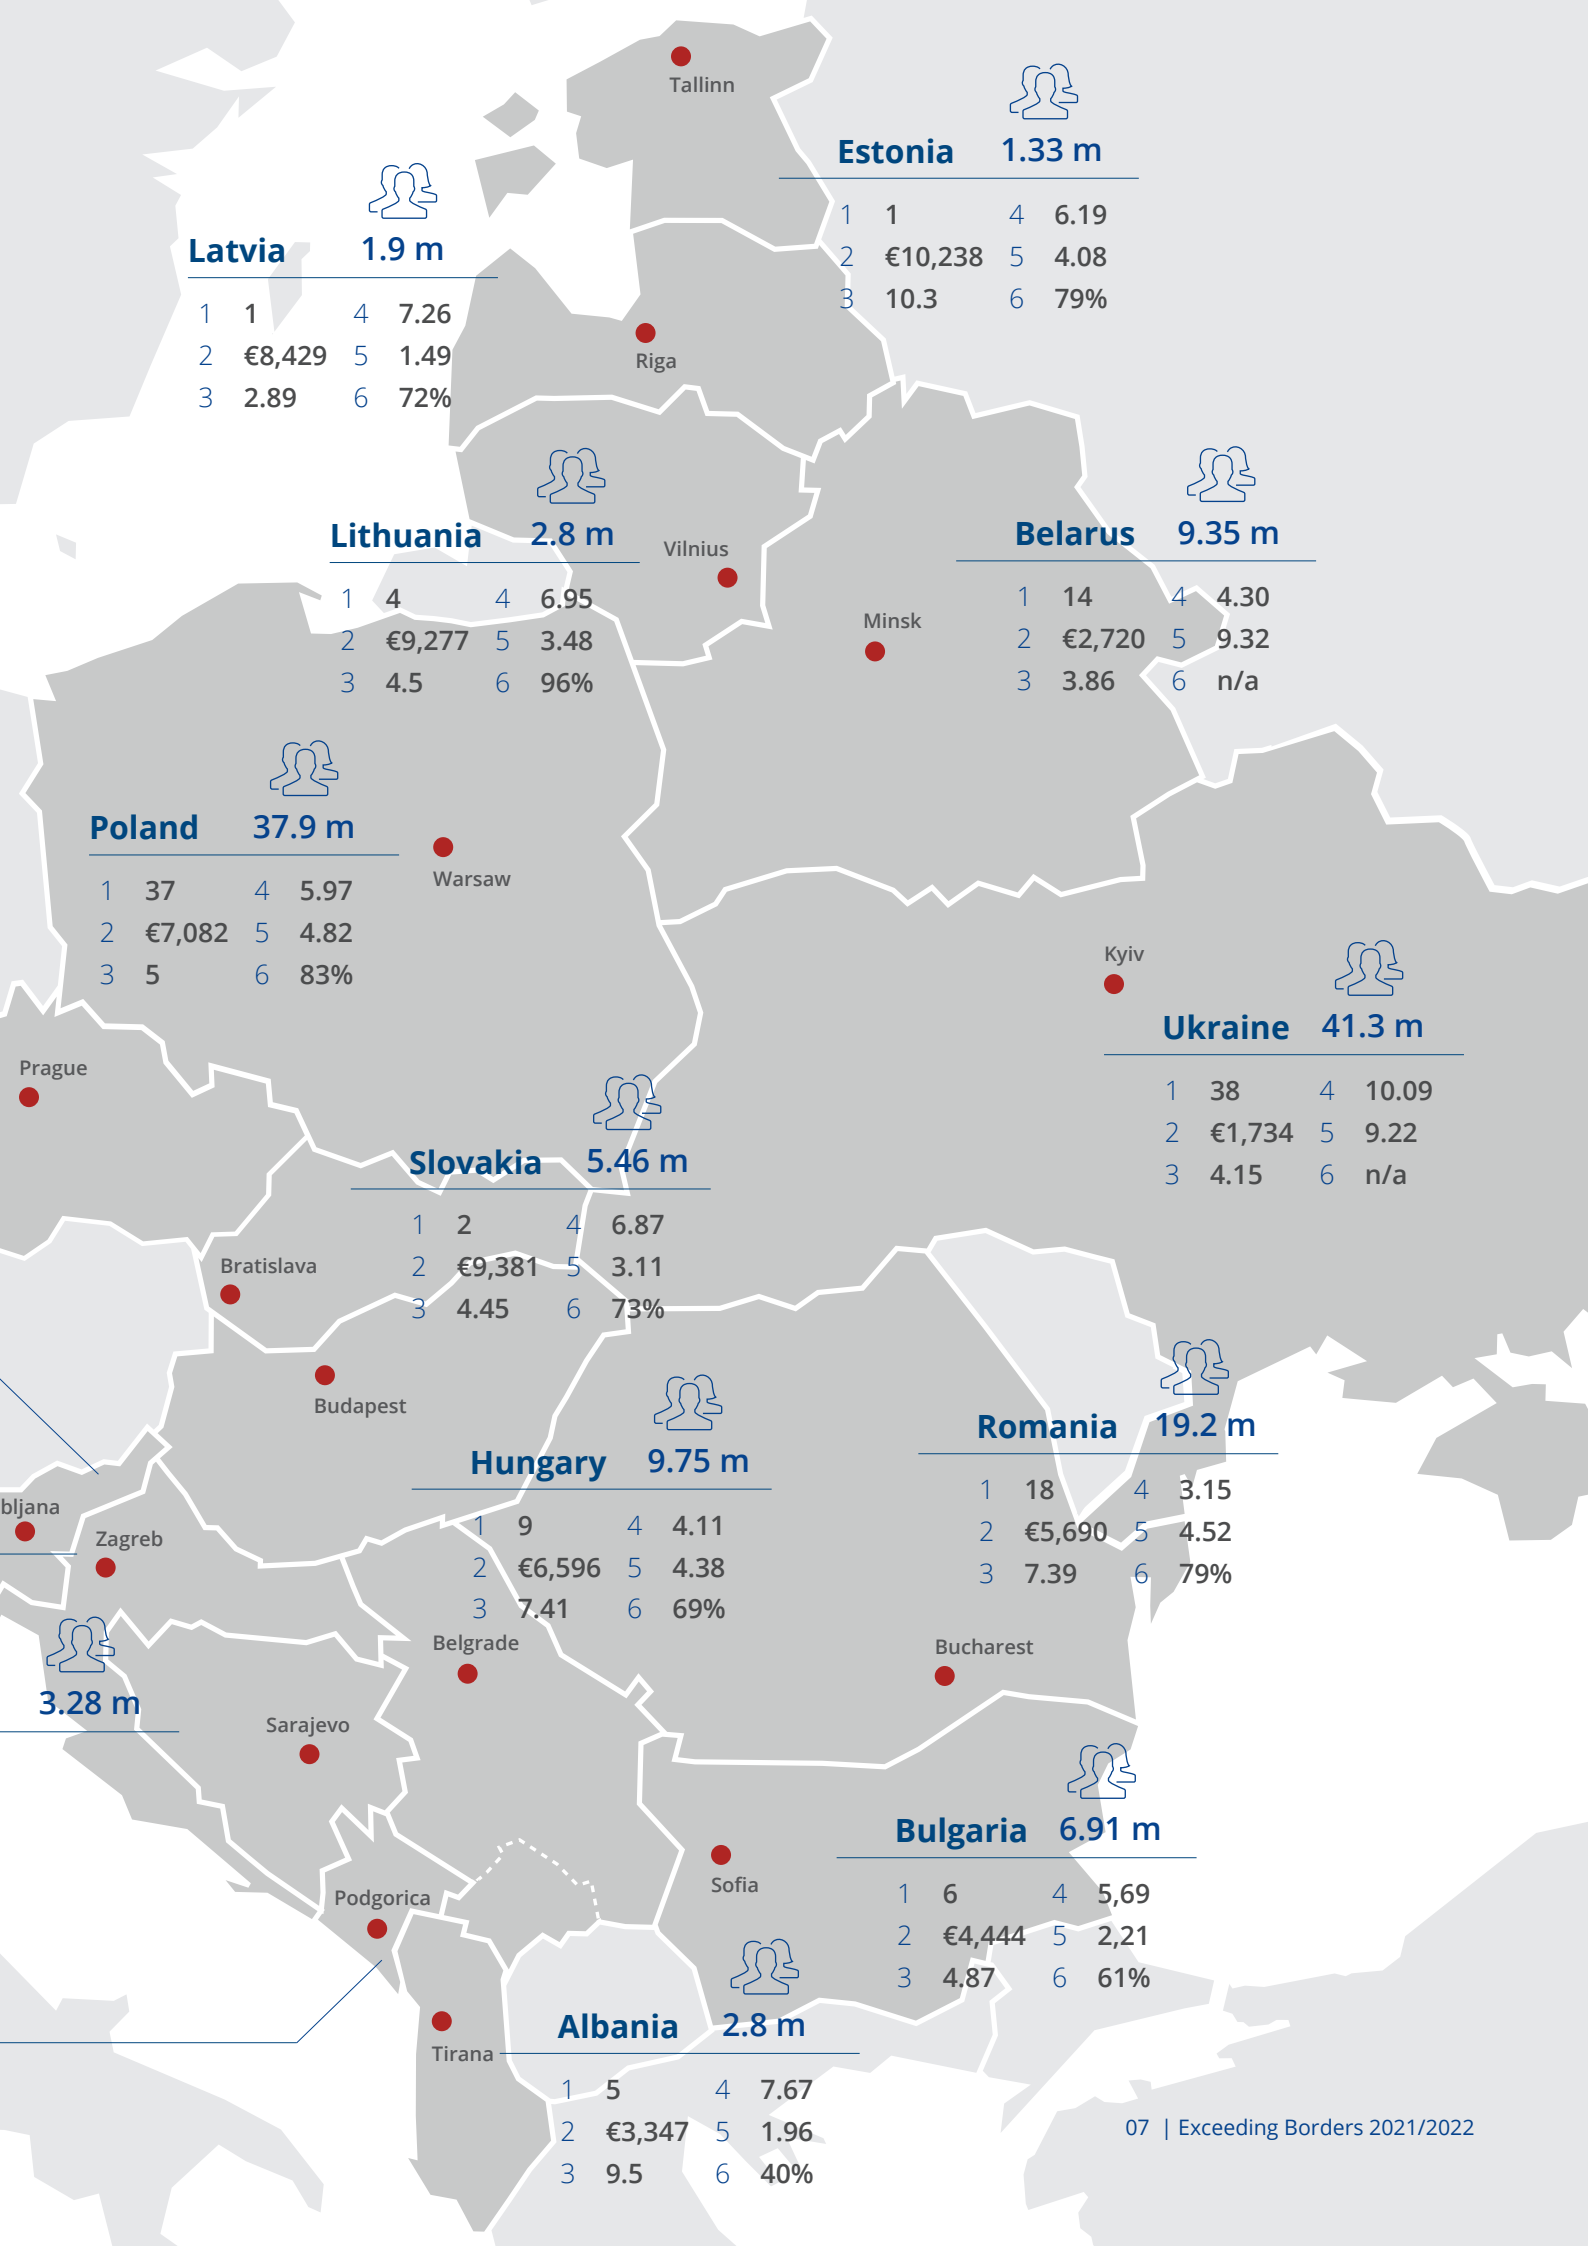 Tallinn
Estonia 1.33 m
1 1 4 6.19
2 €10,238 5 4.08
3 10.3 6 79%
Latvia 1.9 m
1 1 4 7.26
2 €8,429 5 1.49
3 2.89 6 72%
Riga
Lithuania 2.8 m
1 4 4 6.95
2 €9,277 5 3.48
3 4.5 6 96%
Vilnius
Belarus 9.35 m
1 14 4 4.30
2 €2,720 5 9.32
3 3.86 6 n/a
Minsk
Poland 37.9 m
1 37 4 5.97
2 €7,082 5 4.82
3 5 6 83%
Warsaw
Kyiv
Ukraine 41.3 m
1 38 4 10.09
2 €1,734 5 9.22
3 4.15 6 n/a
Prague
Slovakia 5.46 m
1 2 4 6.87
2 €9,381 5 3.11
3 4.45 6 73%
Bratislava
Budapest
Hungary 9.75 m
1 9 4 4.11
2 €6,596 5 4.38
3 7.41 6 69%
Romania 19.2 m
1 18 4 3.15
2 €5,690 5 4.52
3 7.39 6 79%
bljana
Zagreb
Belgrade
Bucharest
3.28 m
Sarajevo
Bulgaria 6.91 m
1 6 4 5,69
2 €4,444 5 2,21
3 4.87 6 61%
Sofia
Podgorica
Albania 2.8 m
1 5 4 7.67
2 €3,347 5 1.96
3 9.5 6 40%
Tirana
07 | Exceeding Borders 2021/2022